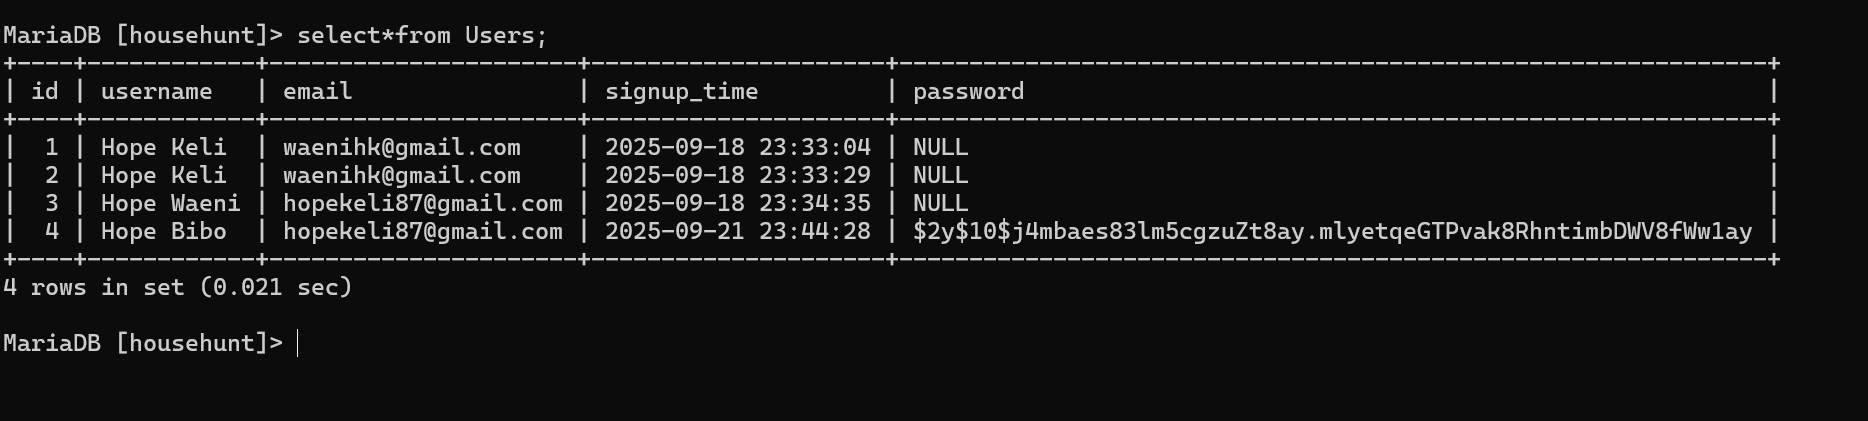 MariaDB [househunt]> select*from Users;
+----+------------+----------------------+---------------------+--------------------------------------------------------------+
| id | username   | email                | signup_time         | password                                                     |
+----+------------+----------------------+---------------------+--------------------------------------------------------------+
|  1 | Hope Keli  | waenihk@gmail.com    | 2025-09-18 23:33:04 | NULL                                                         |
|  2 | Hope Keli  | waenihk@gmail.com    | 2025-09-18 23:33:29 | NULL                                                         |
|  3 | Hope Waeni | hopekeli87@gmail.com | 2025-09-18 23:34:35 | NULL                                                         |
|  4 | Hope Bibo  | hopekeli87@gmail.com | 2025-09-21 23:44:28 | $2y$10$j4mbaes83lm5cgzuZt8ay.mlyetqeGTPvak8RhntimbDWV8fWw1ay |
+----+------------+----------------------+---------------------+--------------------------------------------------------------+
4 rows in set (0.021 sec)
MariaDB [househunt]>